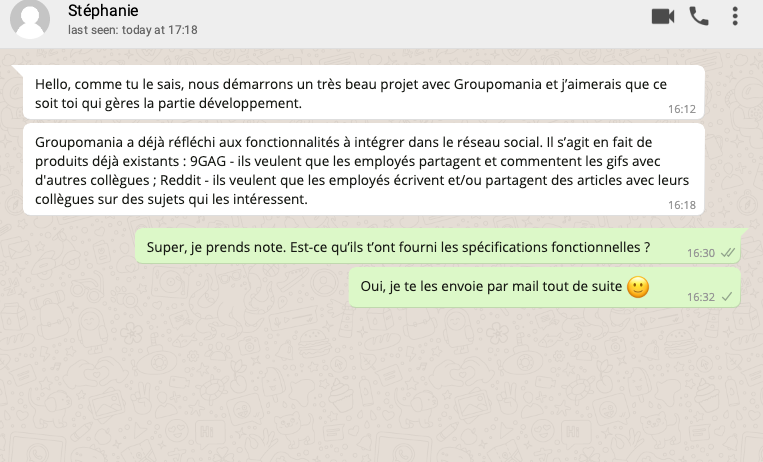 Stéphanie
last seen: today at 17:18
Hello, comme tu le sais, nous démarrons un très beau projet avec Groupomania et j’aimerais que ce
soit toi qui gères la partie développement.
16:12
Groupomania a déjà réfléchi aux fonctionnalités à intégrer dans le réseau social. Il s’agit en fait de
produits déjà existants : 9GAG - ils veulent que les employés partagent et commentent les gifs avec
d'autres collègues ; Reddit - ils veulent que les employés écrivent et/ou partagent des articles avec leurs
collègues sur des sujets qui les intéressent.
16:18
Super, je prends note. Est-ce qu’ils t’ont fourni les spécifications fonctionnelles ?
16:30
Oui, je te les envoie par mail tout de suite 🙂
16:32